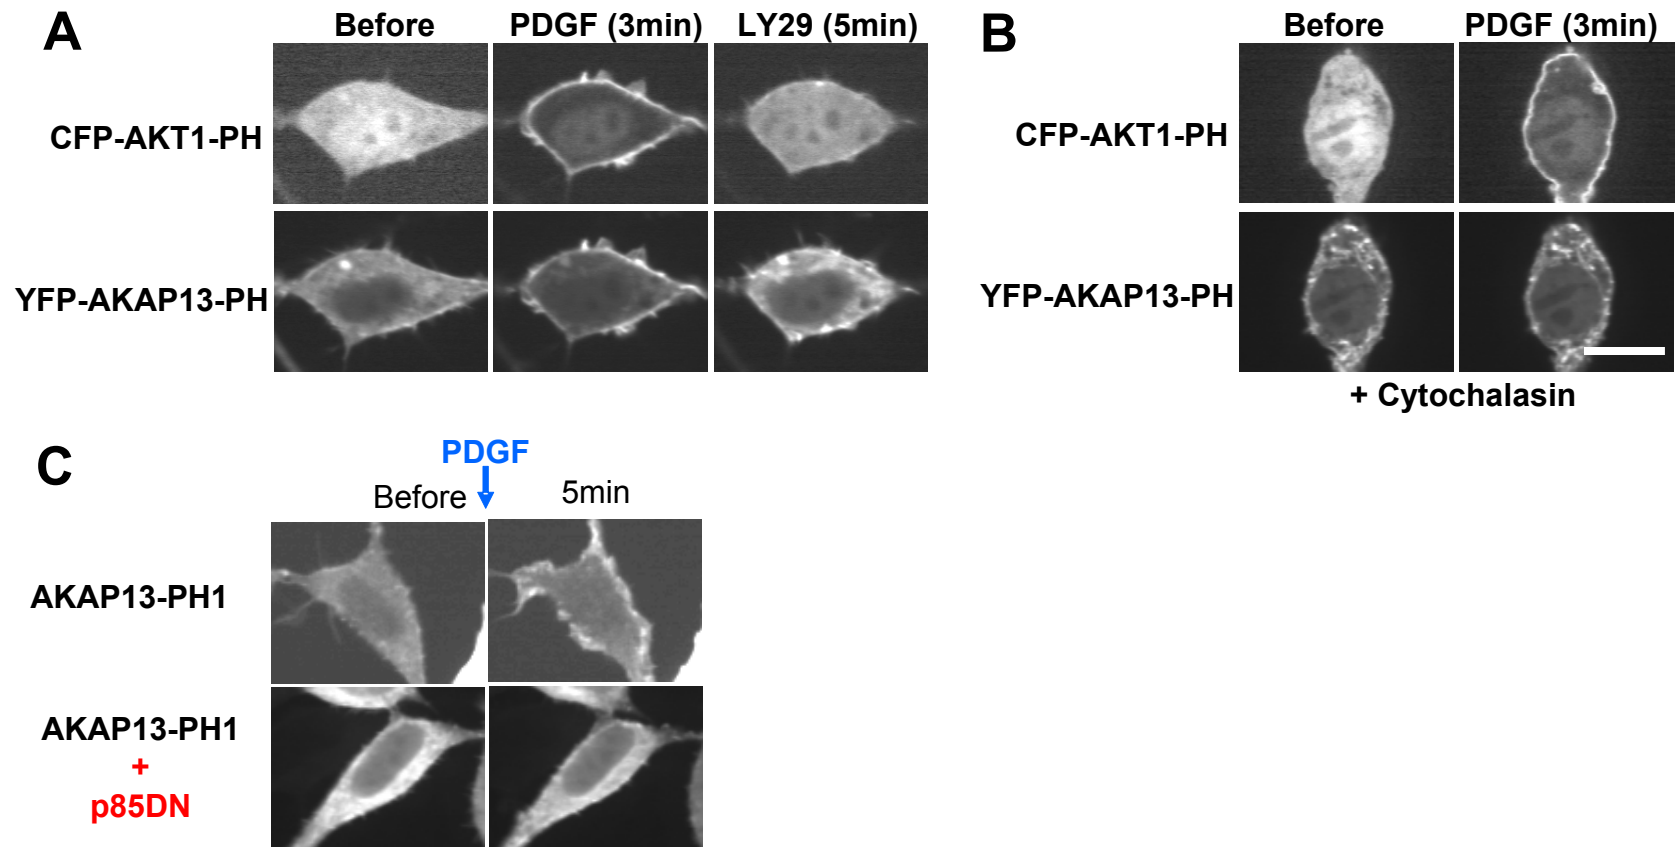 A
Before PDGF (3min) LY29 (5min)
CFP-AKT1-PH
YFP-AKAP13-PH
B
Before PDGF (3min)
CFP-AKT1-PH
YFP-AKAP13-PH
+ Cytochalasin
C
PDGF
Before 5min
AKAP13-PH1
AKAP13-PH1
+
p85DN